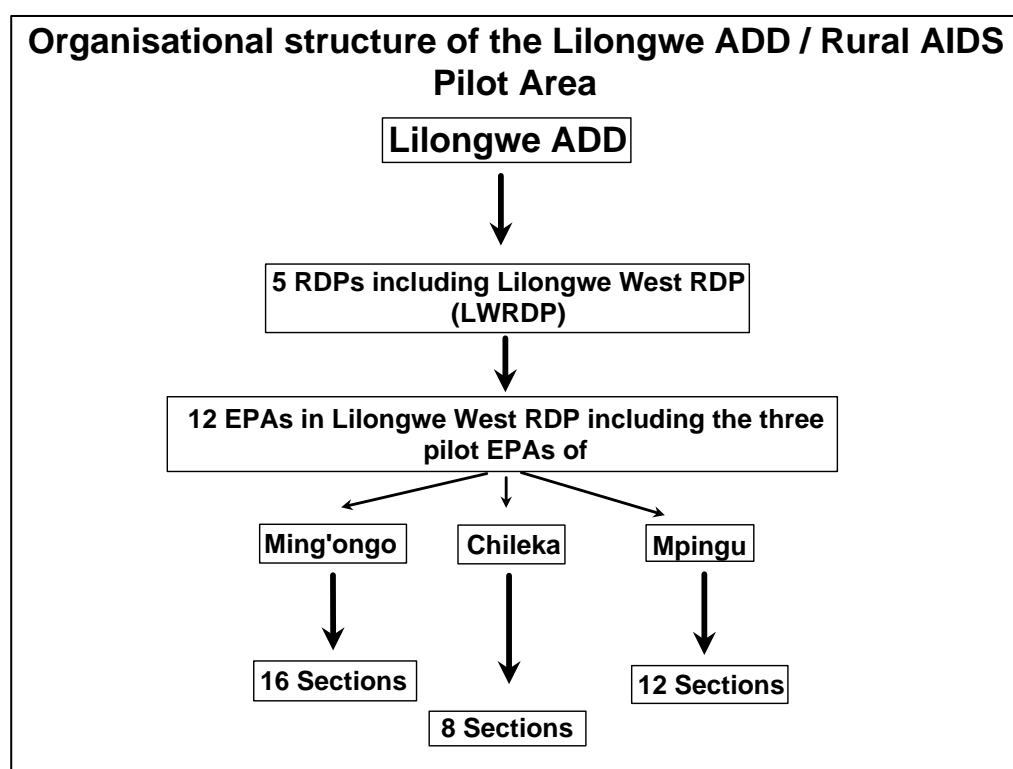 Organisational structure of the Lilongwe ADD / Rural AIDS
Pilot Area
Lilongwe ADD
5 RDPs including Lilongwe West RDP
(LWRDP)
12 EPAs in Lilongwe West RDP including the three
pilot EPAs of
Ming'ongo
Chileka
Mpingu
16 Sections
8 Sections
12 Sections